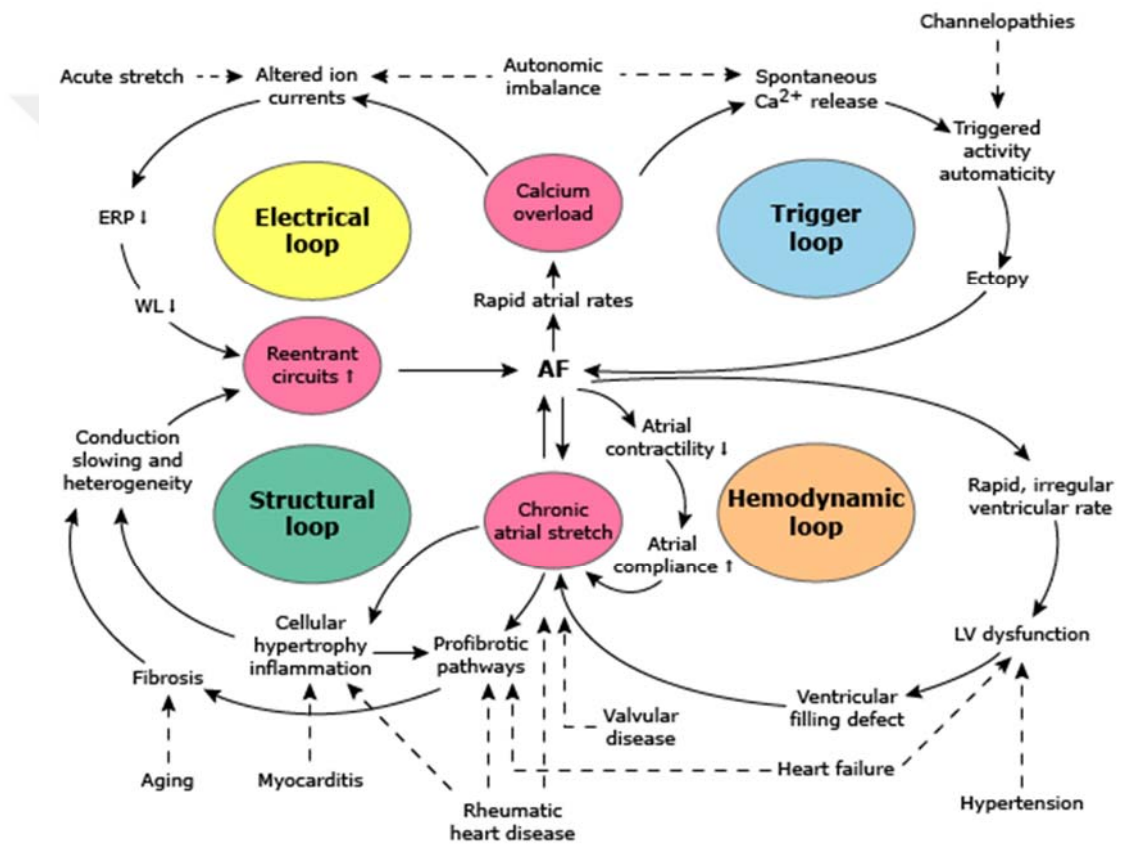 Channelopathies
Acute stretch
Altered ion
currents
Autonomic
imbalance
Spontaneous
Ca2+ release
Triggered
activity
automaticity
Calcium
overload
ERP ↓
Electrical
loop
Trigger
loop
Ectopy
WL ↓
Rapid atrial rates
Reentrant
circuits ↑
AF
Conduction
slowing and
heterogeneity
Atrial
contractility ↓
Rapid, irregular
ventricular rate
Structural
loop
Chronic
atrial stretch
Hemodynamic
loop
Atrial
compliance ↑
Cellular
hypertrophy
inflammation
Profibrotic
pathways
LV dysfunction
Fibrosis
Ventricular
filling defect
Valvular
disease
Aging
Myocarditis
Heart failure
Rheumatic
heart disease
Hypertension